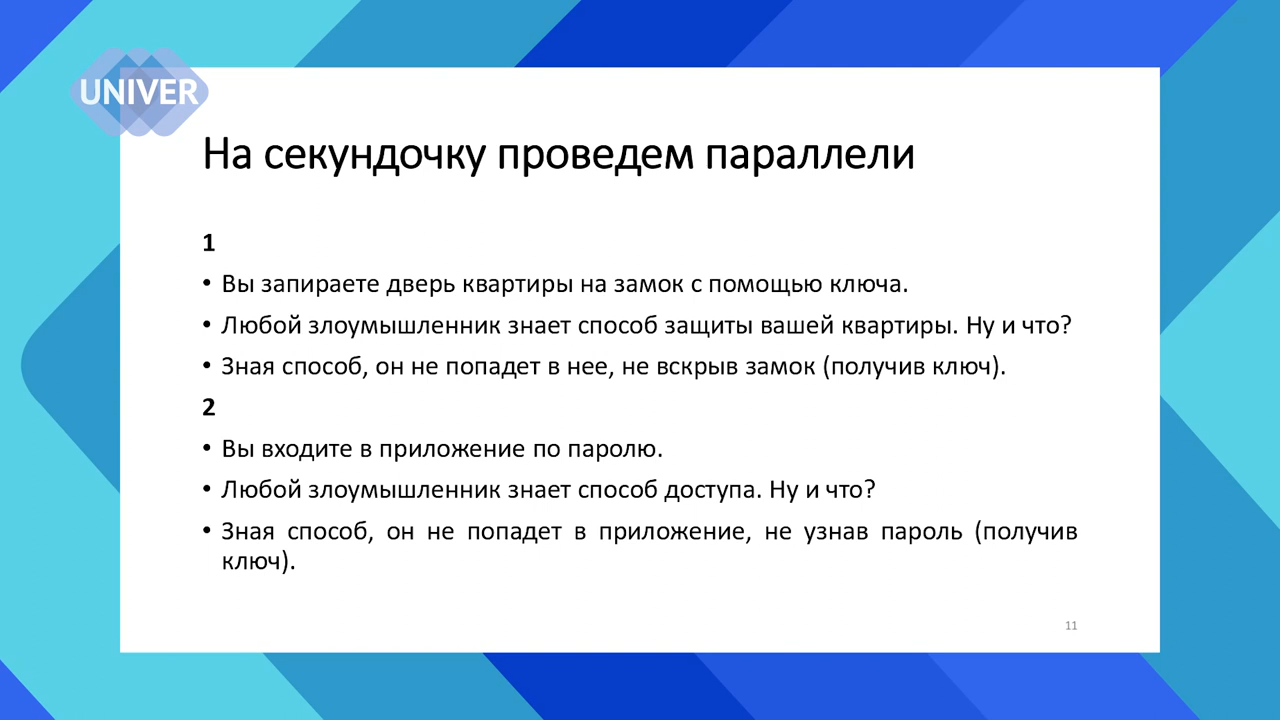 UNIVER
На секундочку проведем параллели
1
• Вы запираете дверь квартиры на замок с помощью ключа.
• Любой злоумышленник знает способ защиты вашей квартиры. Ну и что?
• Зная способ, он не попадет в нее, не вскрыв замок (получив ключ).
2
• Вы входите в приложение по паролю.
• Любой злоумышленник знает способ доступа. Ну и что?
• Зная способ, он не попадет в приложение, не узнав пароль (получив
ключ).
11